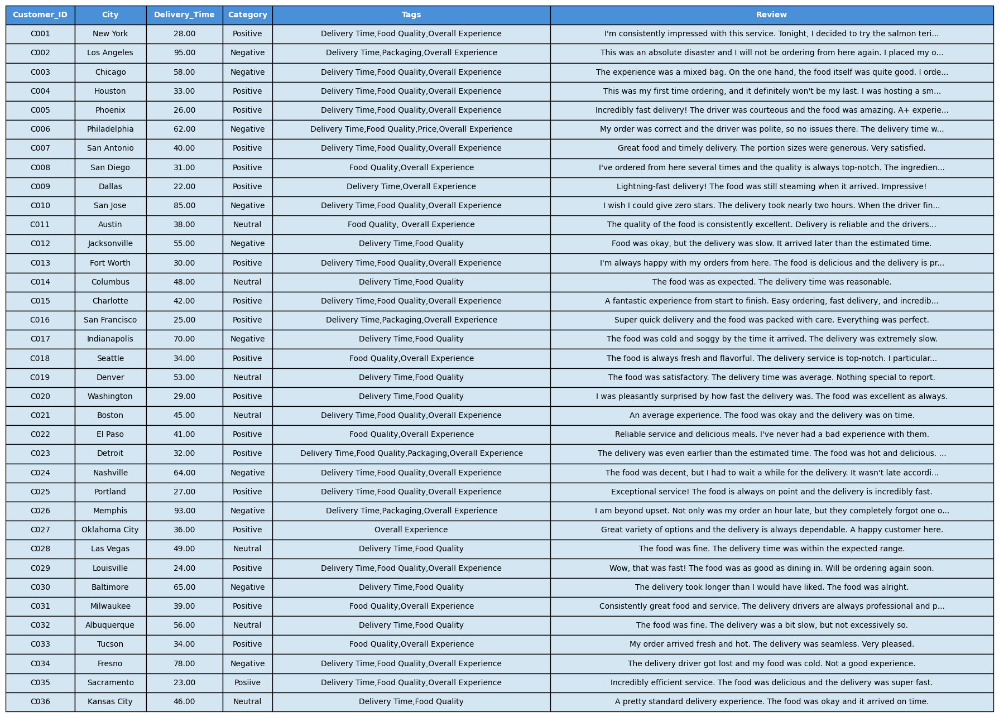 Customer_ID City Delivery_Time Category Tags Review
C001 New York 28.00 Positive Delivery Time,Food Quality,Overall Experience I'm consistently impressed with this service. Tonight, I decided to try the salmon teri...
C002 Los Angeles 95.00 Negative Delivery Time,Packaging,Overall Experience This was an absolute disaster and I will not be ordering from here again. I placed my o...
C003 Chicago 58.00 Negative Delivery Time,Food Quality,Overall Experience The experience was a mixed bag. On the one hand, the food itself was quite good. I orde...
C004 Houston 33.00 Positive Delivery Time,Food Quality,Overall Experience This was my first time ordering, and it definitely won't be my last. I was hosting a sm...
C005 Phoenix 26.00 Positive Delivery Time,Food Quality,Overall Experience Incredibly fast delivery! The driver was courteous and the food was amazing. A+ experie...
C006 Philadelphia 62.00 Negative Delivery Time,Food Quality,Price,Overall Experience My order was correct and the driver was polite, so no issues there. The delivery time w...
C007 San Antonio 40.00 Positive Delivery Time,Food Quality,Overall Experience Great food and timely delivery. The portion sizes were generous. Very satisfied.
C008 San Diego 31.00 Positive Food Quality,Overall Experience I've ordered from here several times and the quality is always top-notch. The ingredien...
C009 Dallas 22.00 Positive Delivery Time,Overall Experience Lightning-fast delivery! The food was still steaming when it arrived. Impressive!
C010 San Jose 85.00 Negative Delivery Time,Food Quality,Overall Experience I wish I could give zero stars. The delivery took nearly two hours. When the driver fin...
C011 Austin 38.00 Neutral Food Quality, Overall Experience The quality of the food is consistently excellent. Delivery is reliable and the drivers...
C012 Jacksonville 55.00 Negative Delivery Time,Food Quality Food was okay, but the delivery was slow. It arrived later than the estimated time.
C013 Fort Worth 30.00 Positive Delivery Time,Food Quality,Overall Experience I'm always happy with my orders from here. The food is delicious and the delivery is pr...
C014 Columbus 48.00 Neutral Delivery Time,Food Quality The food was as expected. The delivery time was reasonable.
C015 Charlotte 42.00 Positive Delivery Time,Food Quality,Overall Experience A fantastic experience from start to finish. Easy ordering, fast delivery, and incredib...
C016 San Francisco 25.00 Positive Delivery Time,Packaging,Overall Experience Super quick delivery and the food was packed with care. Everything was perfect.
C017 Indianapolis 70.00 Negative Delivery Time,Food Quality The food was cold and soggy by the time it arrived. The delivery was extremely slow.
C018 Seattle 34.00 Positive Food Quality,Overall Experience The food is always fresh and flavorful. The delivery service is top-notch. I particular...
C019 Denver 53.00 Neutral Delivery Time,Food Quality The food was satisfactory. The delivery time was average. Nothing special to report.
C020 Washington 29.00 Positive Delivery Time,Food Quality I was pleasantly surprised by how fast the delivery was. The food was excellent as always.
C021 Boston 45.00 Neutral Delivery Time,Food Quality,Overall Experience An average experience. The food was okay and the delivery was on time.
C022 El Paso 41.00 Positive Food Quality,Overall Experience Reliable service and delicious meals. I've never had a bad experience with them.
C023 Detroit 32.00 Positive Delivery Time,Food Quality,Packaging,Overall Experience The delivery was even earlier than the estimated time. The food was hot and delicious. ...
C024 Nashville 64.00 Negative Delivery Time,Food Quality,Overall Experience The food was decent, but I had to wait a while for the delivery. It wasn't late accordi...
C025 Portland 27.00 Positive Delivery Time,Food Quality,Overall Experience Exceptional service! The food is always on point and the delivery is incredibly fast.
C026 Memphis 93.00 Negative Delivery Time,Packaging,Overall Experience I am beyond upset. Not only was my order an hour late, but they completely forgot one o...
C027 Oklahoma City 36.00 Positive Overall Experience Great variety of options and the delivery is always dependable. A happy customer here.
C028 Las Vegas 49.00 Neutral Delivery Time,Food Quality The food was fine. The delivery time was within the expected range.
C029 Louisville 24.00 Positive Delivery Time,Food Quality,Overall Experience Wow, that was fast! The food was as good as dining in. Will be ordering again soon.
C030 Baltimore 65.00 Negative Delivery Time,Food Quality The delivery took longer than I would have liked. The food was alright.
C031 Milwaukee 39.00 Positive Food Quality,Overall Experience Consistently great food and service. The delivery drivers are always professional and p...
C032 Albuquerque 56.00 Neutral Delivery Time,Food Quality The food was fine. The delivery was a bit slow, but not excessively so.
C033 Tucson 34.00 Positive Food Quality,Overall Experience My order arrived fresh and hot. The delivery was seamless. Very pleased.
C034 Fresno 78.00 Negative Delivery Time,Food Quality,Overall Experience The delivery driver got lost and my food was cold. Not a good experience.
C035 Sacramento 23.00 Posiive Delivery Time,Food Quality,Overall Experience Incredibly efficient service. The food was delicious and the delivery was super fast.
C036 Kansas City 46.00 Neutral Delivery Time,Food Quality A pretty standard delivery experience. The food was okay and it arrived on time.